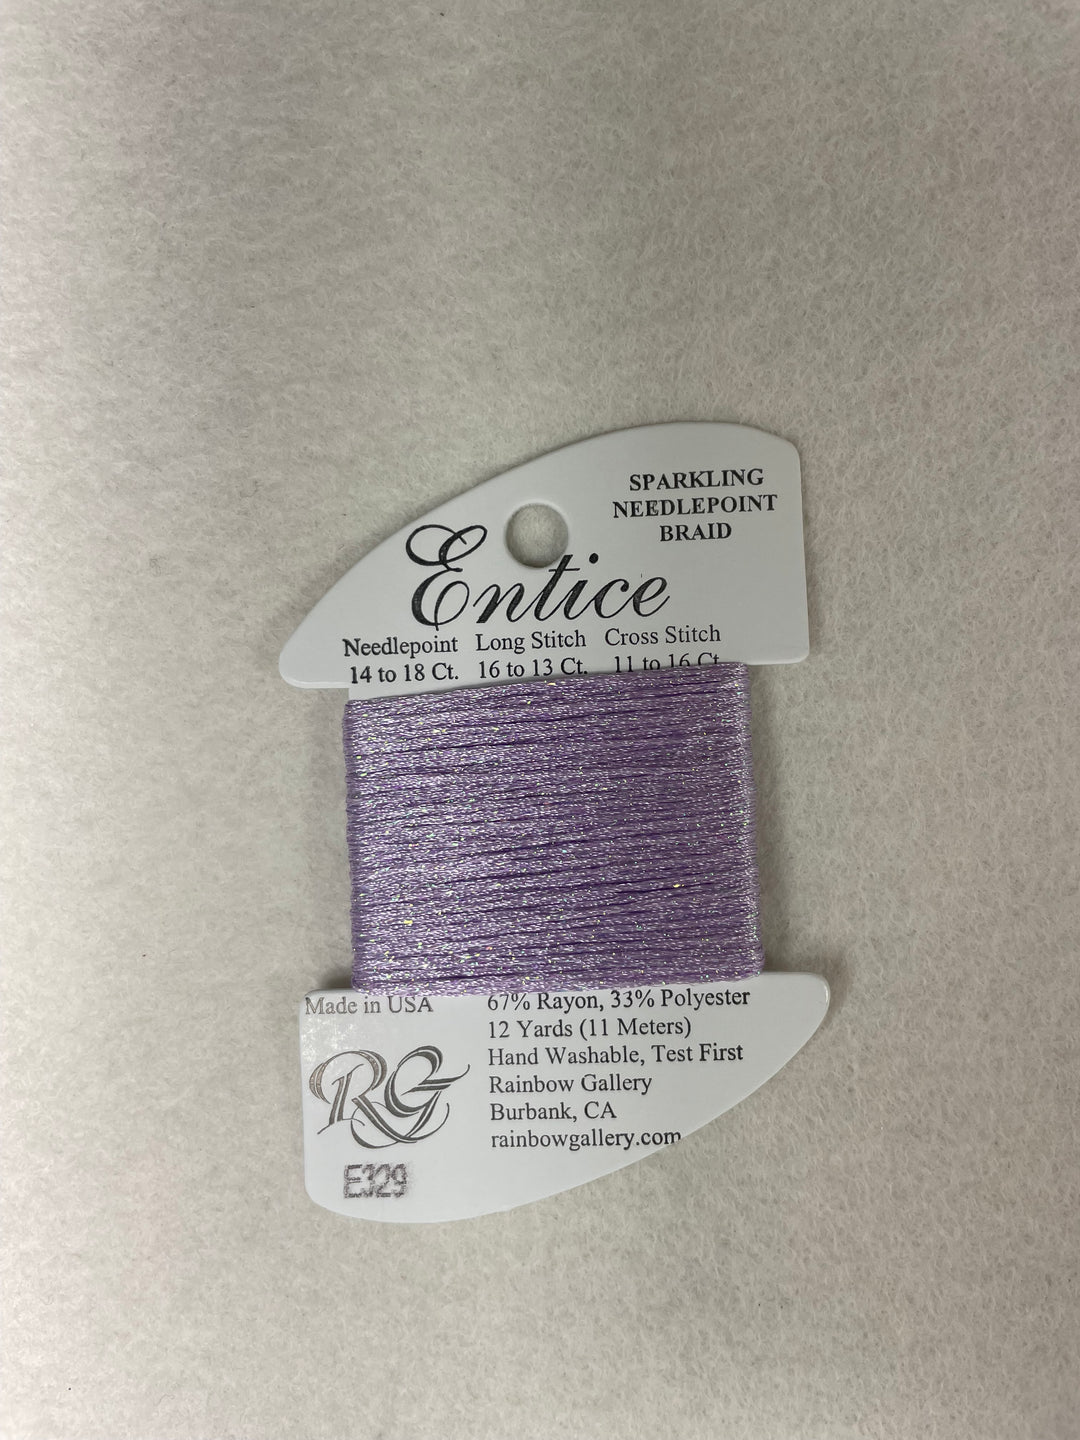 SPARKLING
NEEDLEPOINT
BRAID
Entice
Needlepoint Long Stitch Cross Stitch
14 to 18 Ct. 16 to 13 Ct. 11 to 16 Ct.
Made in USA
67% Rayon, 33% Polyester
12 Yards (11 Meters)
Hand Washable, Test First
Rainbow Gallery
Burbank, CA
rainbowgallery.com
RG
E329